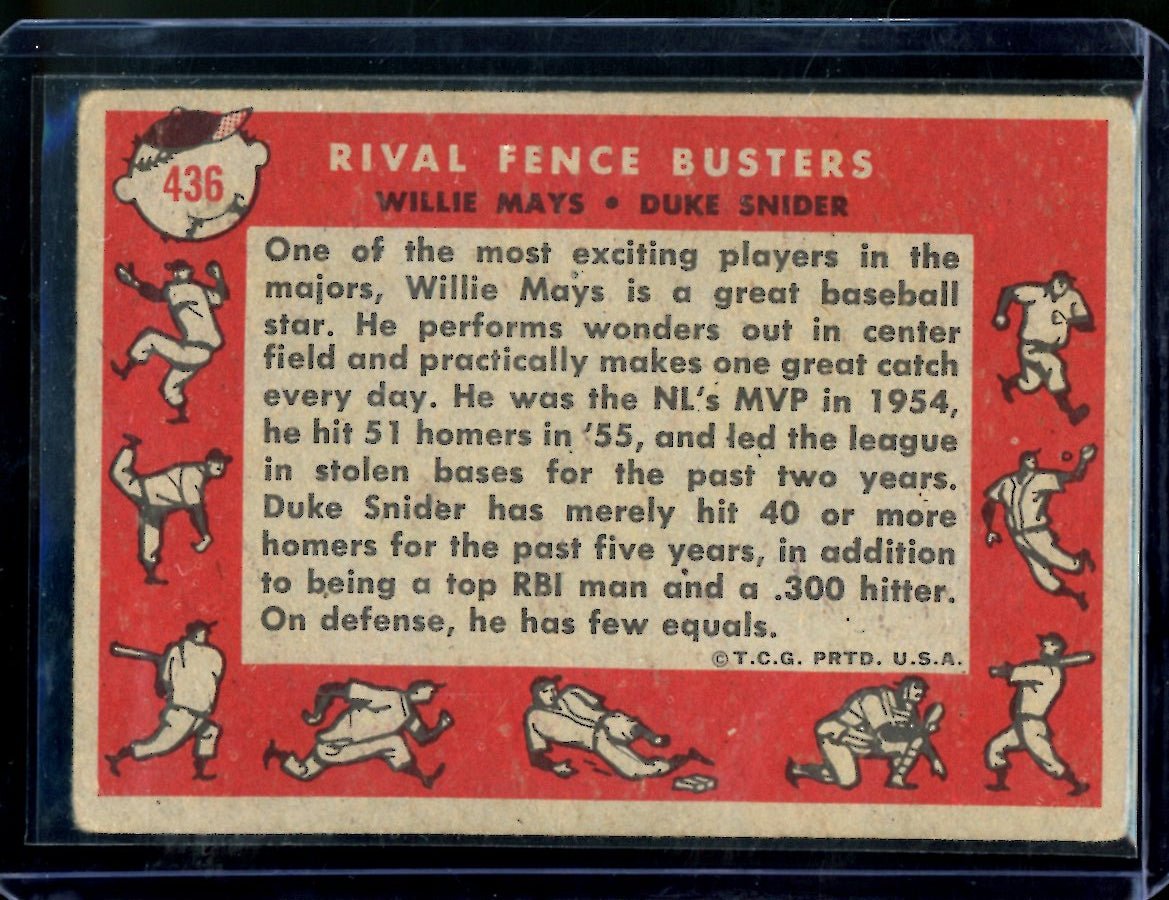 436
RIVAL FENCE BUSTERS
WILLIE MAYS • DUKE SNIDER
One of the most exciting players in the
majors, Willie Mays is a great baseball
star. He performs wonders out in center
field and practically makes one great catch
every day. He was the NL's MVP in 1954,
he hit 51 homers in '55, and led the league
in stolen bases for the past two years.
Duke Snider has merely hit 40 or more
homers for the past five years, in addition
to being a top RBI man and a .300 hitter.
On defense, he has few equals.
© T.C.G. PRTD. U.S.A.